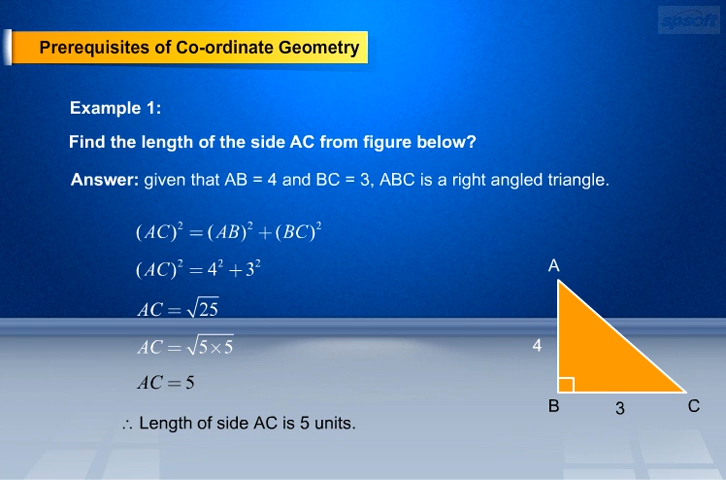 spsoft
Prerequisites of Co-ordinate Geometry
Example 1:
Find the length of the side AC from figure below?
Answer: given that AB = 4 and BC = 3, ABC is a right angled triangle.
(AC)² = (AB)² + (BC)²
(AC)² = 4² + 3²
AC = √25
AC = √5×5
AC = 5
∴ Length of side AC is 5 units.
A
4
B
3
C